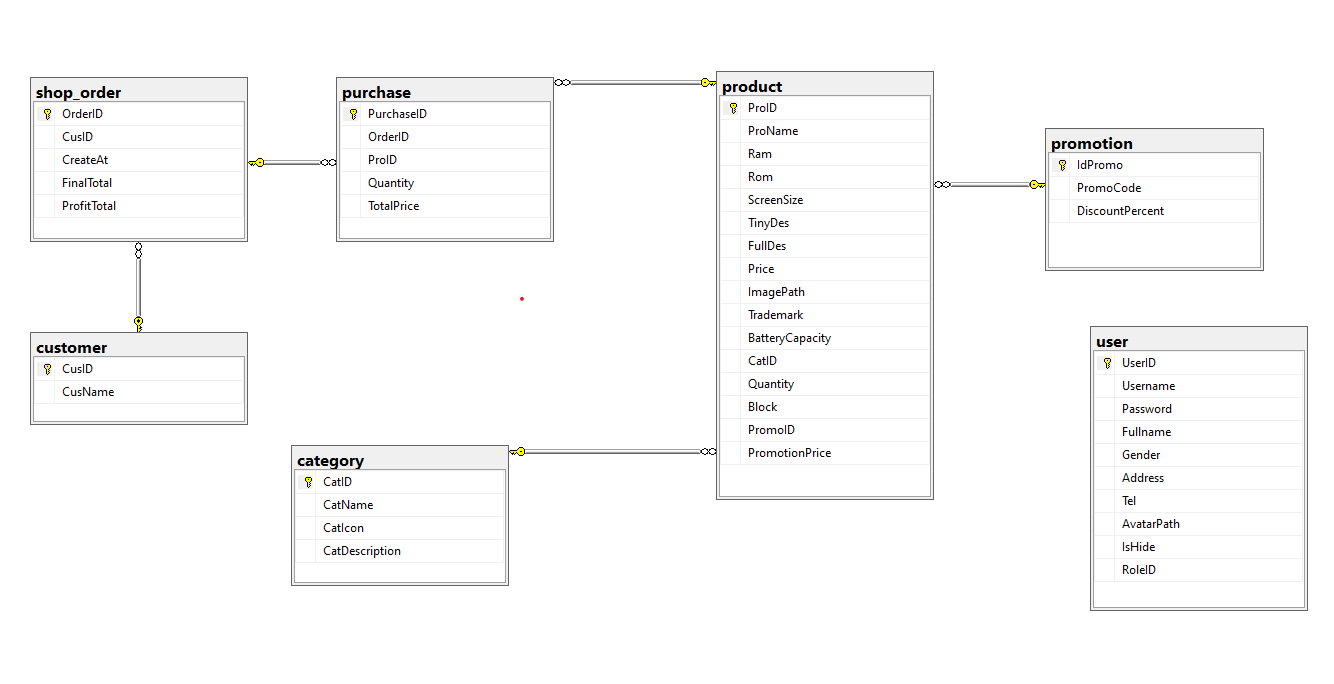 shop_order
OrderID
CusID
CreateAt
FinalTotal
ProfitTotal
purchase
PurchaseID
OrderID
ProID
Quantity
TotalPrice
product
ProID
ProName
Ram
Rom
ScreenSize
TinyDes
FullDes
Price
ImagePath
Trademark
BatteryCapacity
CatID
Quantity
Block
PromoID
PromotionPrice
promotion
IdPromo
PromoCode
DiscountPercent
customer
CusID
CusName
category
CatID
CatName
CatIcon
CatDescription
user
UserID
Username
Password
Fullname
Gender
Address
Tel
AvatarPath
IsHide
RoleID